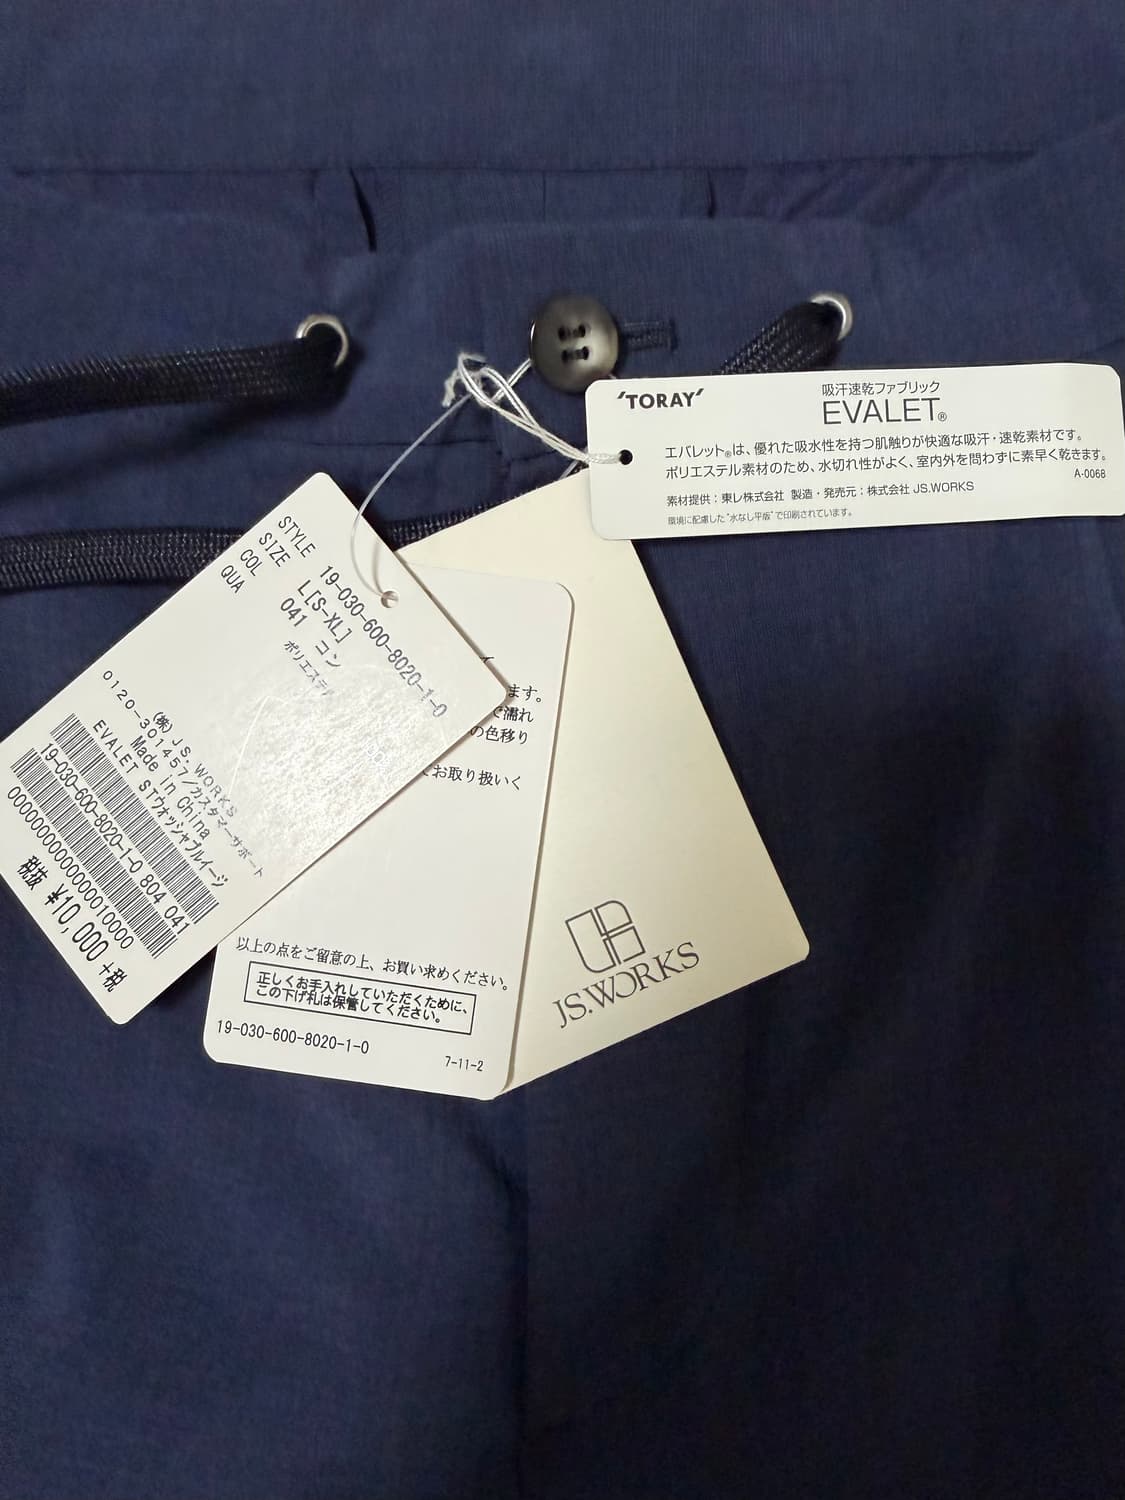 'TORAY'
吸汗速乾ファブリック
EVALET®
エバレット®は、優れた吸水性を持つ肌触りが快適な吸汗・速乾素材です。
ポリエステル素材のため、水切れ性がよく、室内外を問わずに素早く乾きます。
A-0068
素材提供：東レ株式会社 製造・発売元：株式会社 JS.WORKS
環境に配慮した"水なし平版"で印刷されています。
STYLE 19-030-600-8020-1-0
SIZE L[S-XL]
COL 041 コン
QUA ポリエステル
(株)JS.WORKS
0120-301457/カスタマーサポート
Made in China
EVALET STウォッシャブルイージ
19-030-600-8020-1-0 804 041
税抜 ¥10,000+税
イ
ます。
で濡れ
の色移り
てお取り扱いく
以上の点をご留意の上、お買い求めください。
正しくお手入れしていただくために、
この下げ札は保管してください。
19-030-600-8020-1-0
7-11-2
JS.WORKS